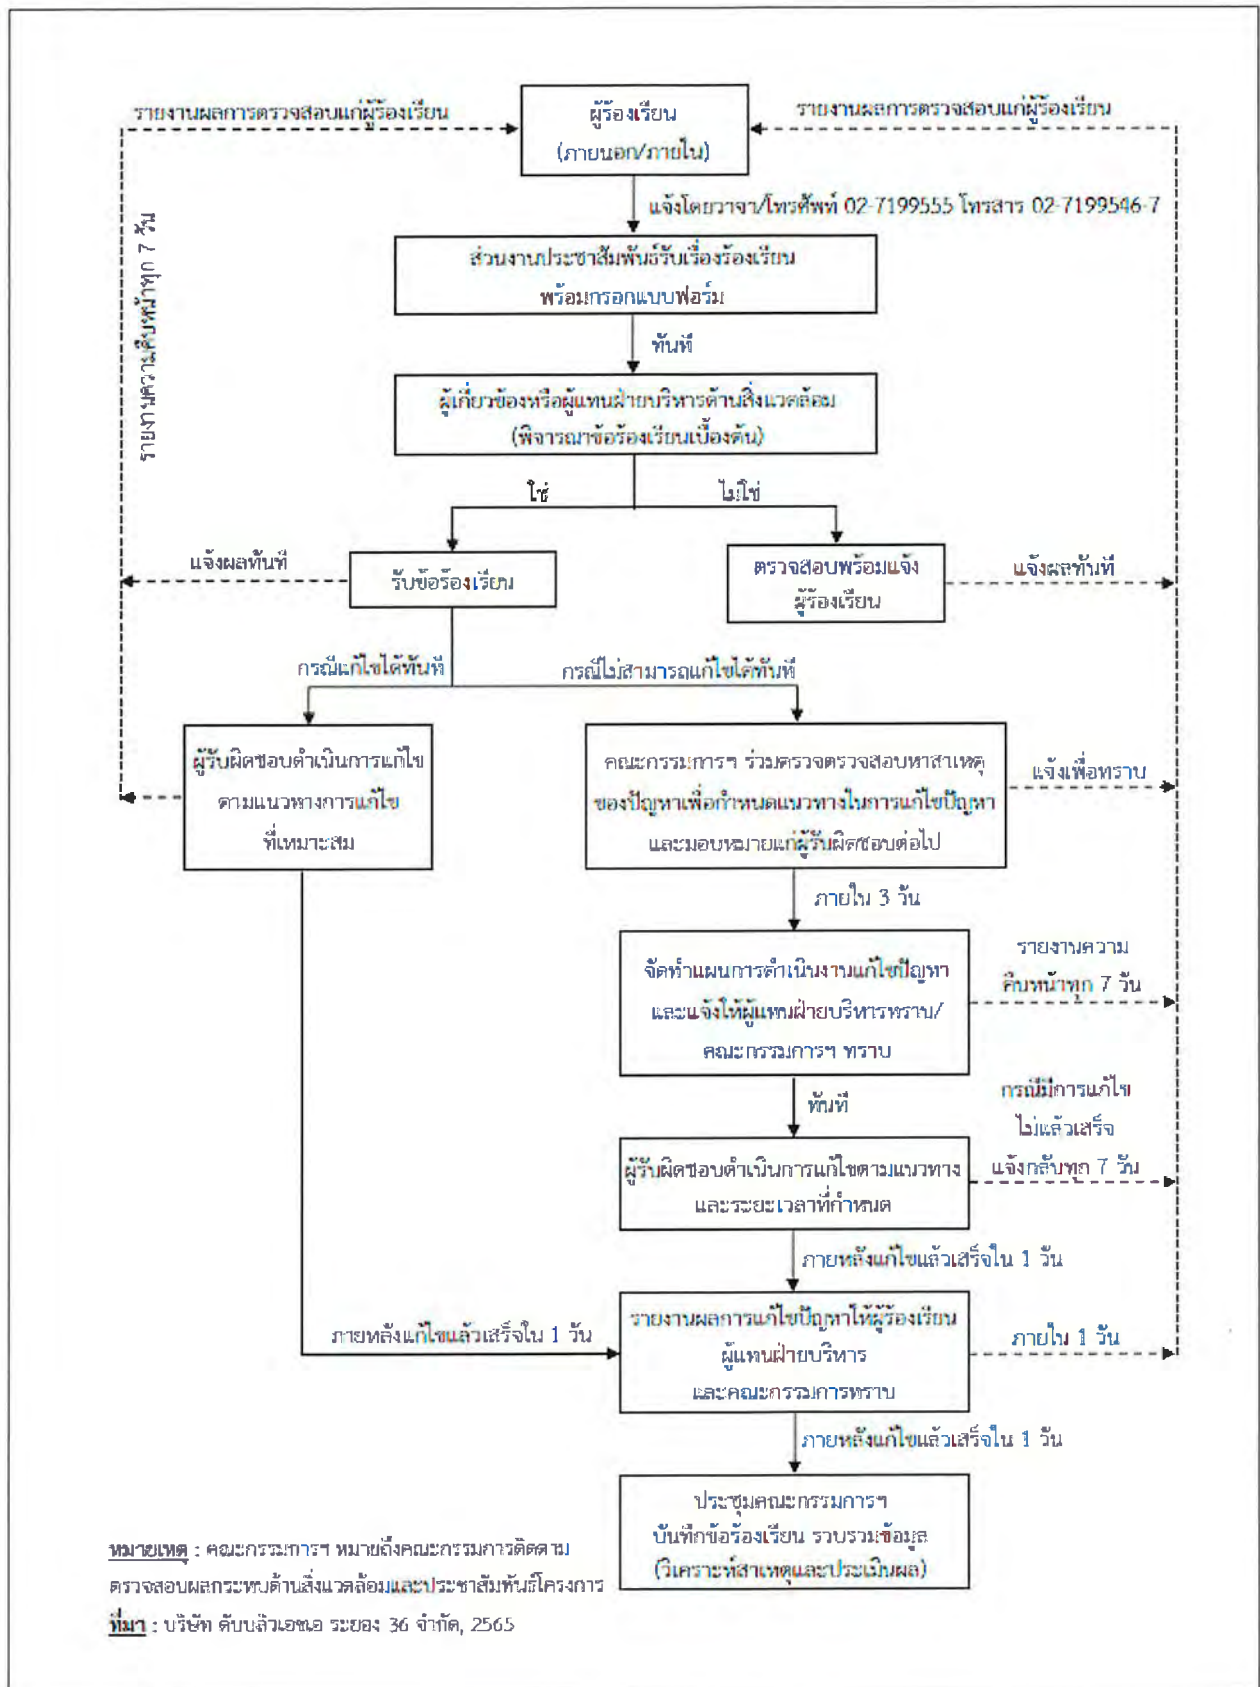 รายงานผลการตรวจสอบแก่ผู้ร้องเรียน
ผู้ร้องเรียน
(ภายนอก/ภายใน)
รายงานผลการตรวจสอบแก่ผู้ร้องเรียน
แจ้งโดยวาจา/โทรศัพท์ 02-7199555 โทรสาร 02-7199546-7
รายงานความคืบหน้าทุก 7 วัน
ส่วนงานประชาสัมพันธ์รับเรื่องร้องเรียน
พร้อมกรอกแบบฟอร์ม
ทันที
ผู้เกี่ยวข้องหรือผู้แทนฝ่ายบริหารด้านสิ่งแวดล้อม
(พิจารณาข้อร้องเรียนเบื้องต้น)
ใช่
ไม่ใช่
แจ้งผลทันที
รับข้อร้องเรียน
ตรวจสอบพร้อมแจ้ง
ผู้ร้องเรียน
แจ้งผลทันที
กรณีแก้ไขได้ทันที
กรณีไม่สามารถแก้ไขได้ทันที
ผู้รับผิดชอบดำเนินการแก้ไข
ตามแนวทางการแก้ไข
ที่เหมาะสม
คณะกรรมการฯ ร่วมตรวจตรวจสอบหาสาเหตุ
ของปัญหาเพื่อกำหนดแนวทางในการแก้ไขปัญหา
และมอบหมายแก่ผู้รับผิดชอบต่อไป
แจ้งเพื่อทราบ
ภายใน 3 วัน
จัดทำแผนการดำเนินงานแก้ไขปัญหา
และแจ้งให้ผู้แทนฝ่ายบริหารทราบ/
คณะกรรมการฯ ทราบ
รายงานความ
คืบหน้าทุก 7 วัน
ทันที
กรณีมีการแก้ไข
ไม่แล้วเสร็จ
แจ้งกลับทุก 7 วัน
ผู้รับผิดชอบดำเนินการแก้ไขตามแนวทาง
และระยะเวลาที่กำหนด
ภายหลังแก้ไขแล้วเสร็จใน 1 วัน
ภายหลังแก้ไขแล้วเสร็จใน 1 วัน
รายงานผลการแก้ไขปัญหาให้ผู้ร้องเรียน
ผู้แทนฝ่ายบริหาร
และคณะกรรมการทราบ
ภายใน 1 วัน
ภายหลังแก้ไขแล้วเสร็จใน 1 วัน
ประชุมคณะกรรมการฯ
บันทึกข้อร้องเรียน รวบรวมข้อมูล
(วิเคราะห์สาเหตุและประเมินผล)
หมายเหตุ : คณะกรรมการฯ หมายถึงคณะกรรมการติดตาม
ตรวจสอบผลกระทบด้านสิ่งแวดล้อมและประชาสัมพันธ์โครงการ
ที่มา : บริษัท ดับบลิวเอชเอ ระยอง 36 จำกัด, 2565